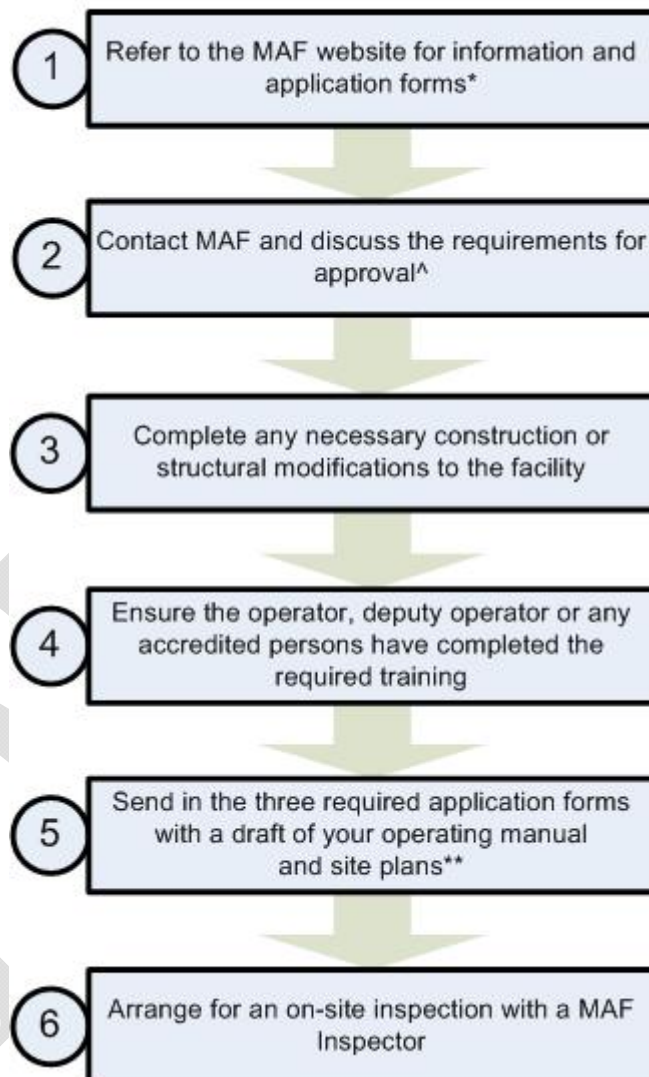 1
Refer to the MAF website for information and
application forms*
2
Contact MAF and discuss the requirements for
approval^
3
Complete any necessary construction or
structural modifications to the facility
4
Ensure the operator, deputy operator or any
accredited persons have completed the
required training
5
Send in the three required application forms
with a draft of your operating manual
and site plans**
6
Arrange for an on-site inspection with a MAF
Inspector